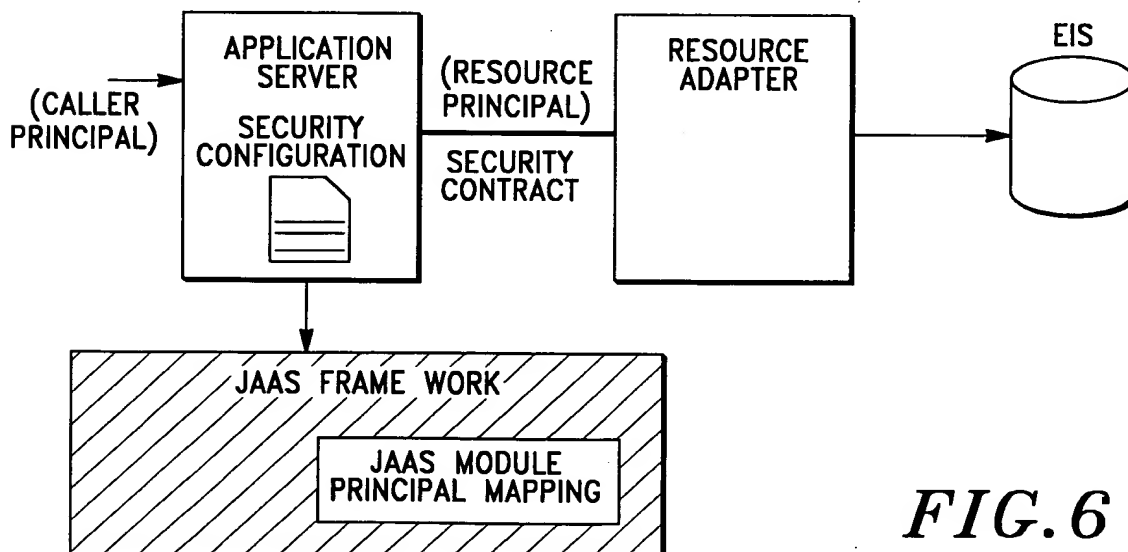 (CALLER
PRINCIPAL)
APPLICATION
SERVER
SECURITY
CONFIGURATION
(RESOURCE
PRINCIPAL)
SECURITY
CONTRACT
RESOURCE
ADAPTER
EIS
JAAS FRAME WORK
JAAS MODULE
PRINCIPAL MAPPING
FIG. 6